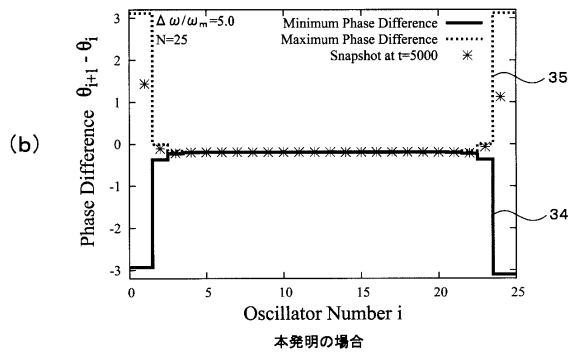 (b)
Phase Difference θi+1 - θi
3
2
1
0
-1
-2
-3
Δω/ωm=5.0
N=25
Minimum Phase Difference
Maximum Phase Difference
Snapshot at t=5000
35
34
0 5 10 15 20 25
Oscillator Number i
本発明の場合